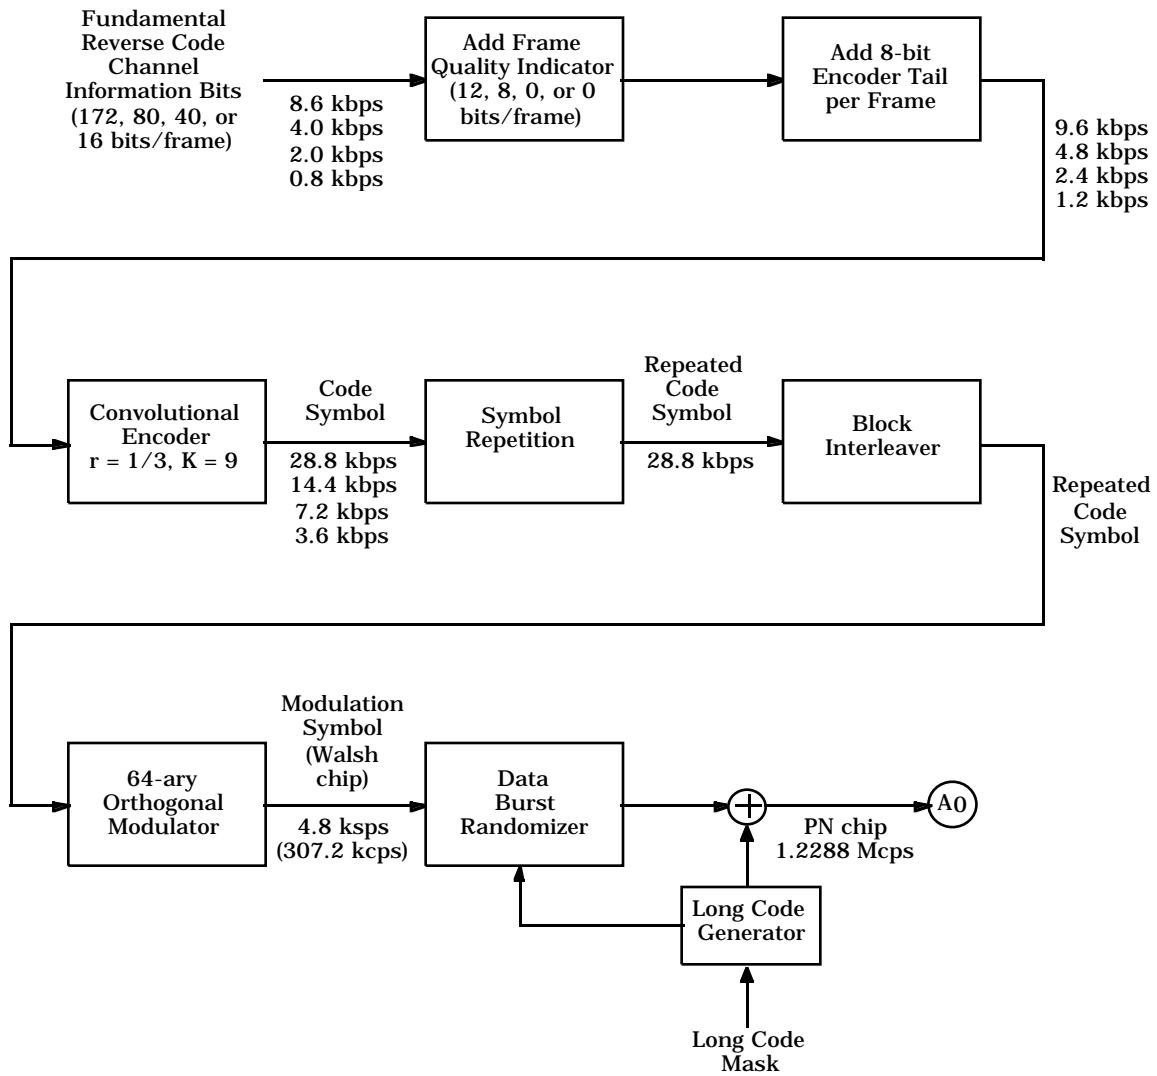 Fundamental
Reverse Code
Channel
Information Bits
(172, 80, 40, or
16 bits/frame)
8.6 kbps
4.0 kbps
2.0 kbps
0.8 kbps
Add Frame
Quality Indicator
(12, 8, 0, or 0
bits/frame)
Add 8-bit
Encoder Tail
per Frame
9.6 kbps
4.8 kbps
2.4 kbps
1.2 kbps
Convolutional
Encoder
r = 1/3, K = 9
Code
Symbol
28.8 kbps
14.4 kbps
7.2 kbps
3.6 kbps
Symbol
Repetition
Repeated
Code
Symbol
28.8 kbps
Block
Interleaver
Repeated
Code
Symbol
64-ary
Orthogonal
Modulator
Modulation
Symbol
(Walsh
chip)
4.8 ksps
(307.2 kcps)
Data
Burst
Randomizer
PN chip
1.2288 Mcps
A0
Long Code
Generator
Long Code
Mask